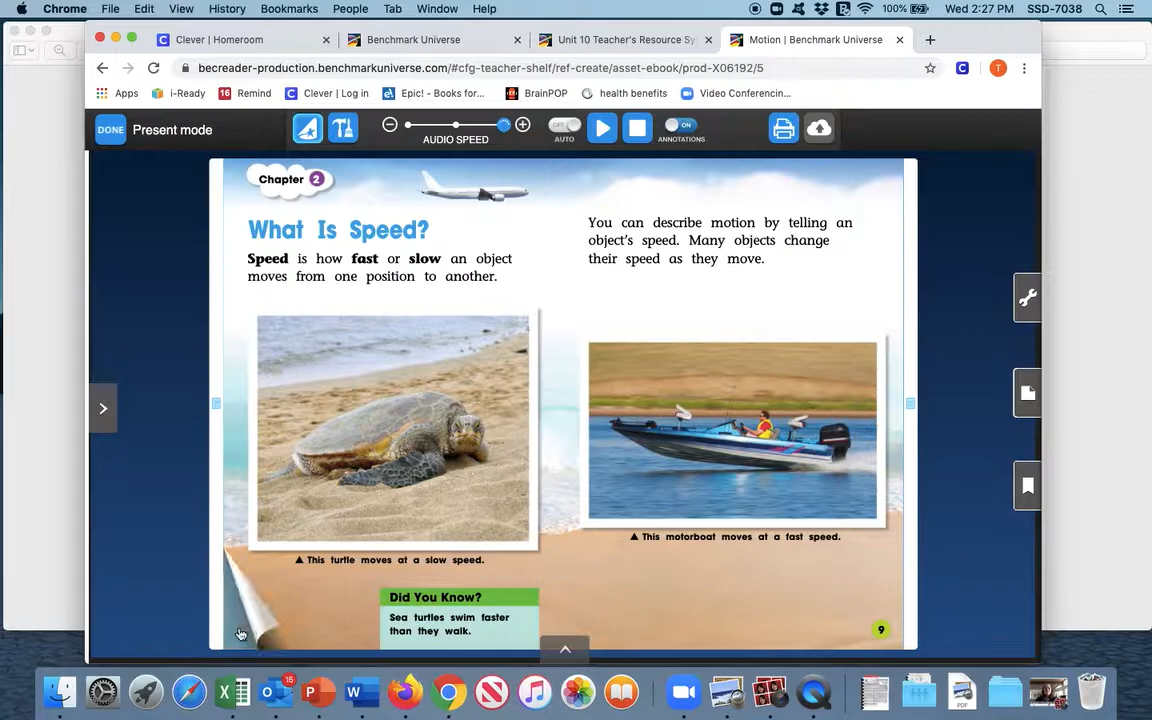 Chrome File Edit View History Bookmarks People Tab Window Help 100% Wed 2:27 PM SSD-7038
Clever | Homeroom
Benchmark Universe
Unit 10 Teacher's Resource Sy
Motion | Benchmark Universe
becreader-production.benchmarkuniverse.com/#cfg-teacher-shelf/ref-create/asset-ebook/prod-X06192/5
C
T
Apps
i-Ready
16 Remind
Clever | Log in
Epic! - Books for...
BrainPOP
health benefits
Video Conferencin...
DONE Present mode
AUDIO SPEED
OFF
AUTO
ON
ANNOTATIONS
Chapter 2
What Is Speed?
Speed is how fast or slow an object
moves from one position to another.
▲ This turtle moves at a slow speed.
Did You Know?
Sea turtles swim faster
than they walk.
You can describe motion by telling an
object's speed. Many objects change
their speed as they move.
▲ This motorboat moves at a fast speed.
9
15
PDF